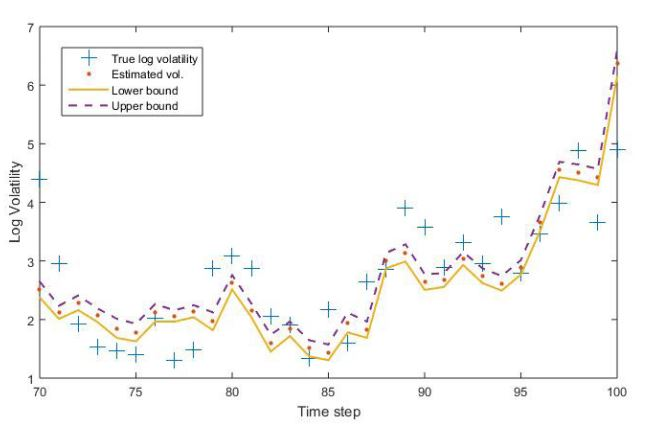 7
6
5
4
3
2
1
Log Volatility
True log volatility
Estimated vol.
Lower bound
Upper bound
70 75 80 85 90 95 100
Time step